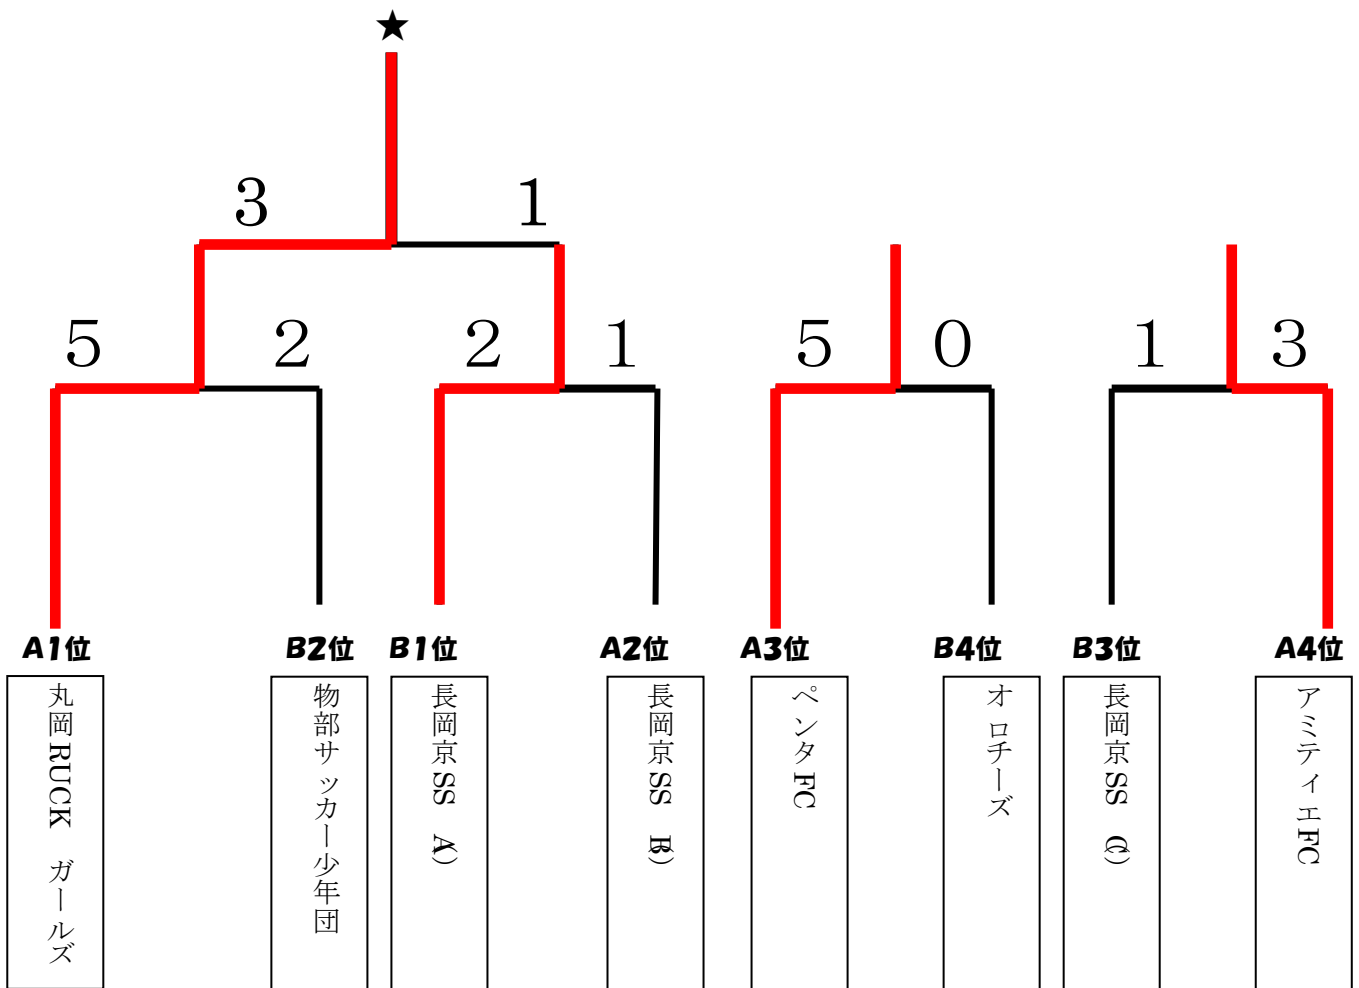 ★
3 1
5 2 2 1 5 0 1 3
A1位 B2位 B1位 A2位 A3位 B4位 B3位 A4位
丸岡RUCK ガールズ
物部サッカー少年団
長岡京SS A)
長岡京SS B)
ペンタFC
オロチーズ
長岡京SS C)
アミティエFC